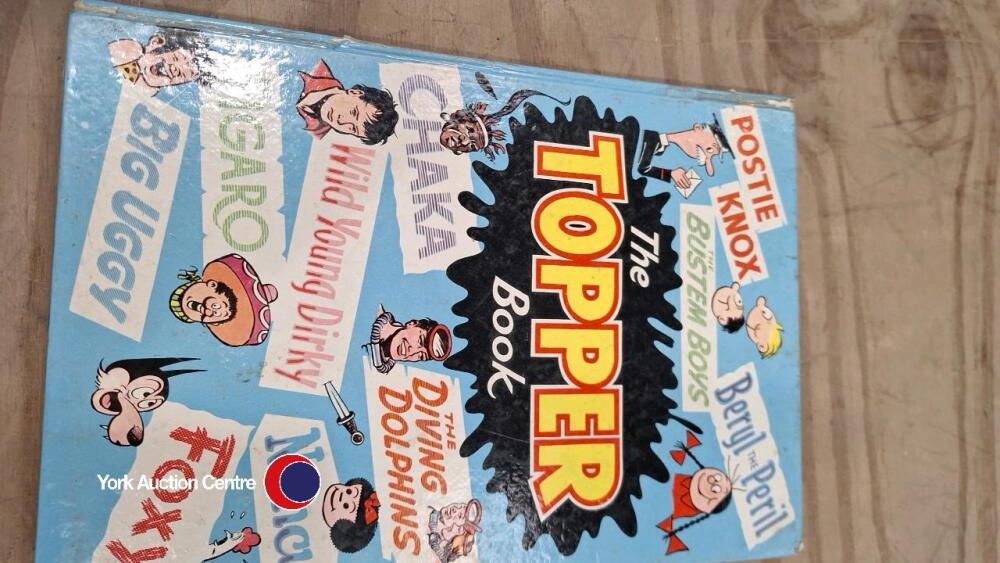 POSTIE
KNOX
THE
BUSTEM BOYS
Beryl THE Peril
The
TOPPER
Book
CHAKA
THE
DIVING
DOLPHINS
Wild Young Dirky
Nancy
FOXY
BIG UGGY
York Auction Centre